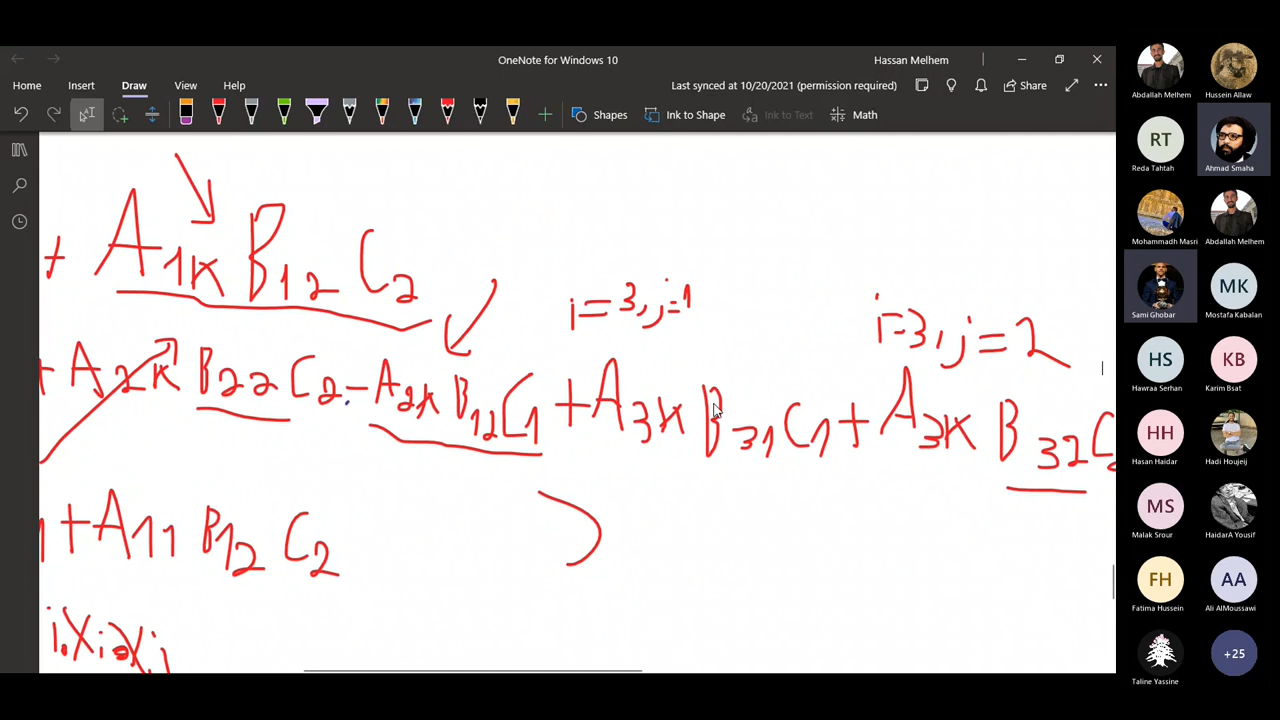 OneNote for Windows 10
Hassan Melhem
Home Insert Draw View Help
Last synced at 10/20/2021 (permission required)
Share
Shapes
Ink to Shape
Ink to Text
Math
+ A1k B12 C2
i=3, j=1
i=3, j=2
+ A2k B22 C2 - A2k B12 C1 + A3k B31 C1 + A3k B32 C2
1 + A11 B12 C2 )
Abdallah Melhem
Hussein Allaw
RT
Reda Tahtah
Ahmad Smaha
Mohammadh Masri
Abdallah Melhem
Sami Ghobar
MK
Mostafa Kabalan
HS
Hawraa Serhan
KB
Karim Bsat
HH
Hasan Haidar
Hadi Houjeij
MS
Malak Srour
HaidarA Yousif
FH
Fatima Hussein
AA
Ali AlMoussawi
Taline Yassine
+25